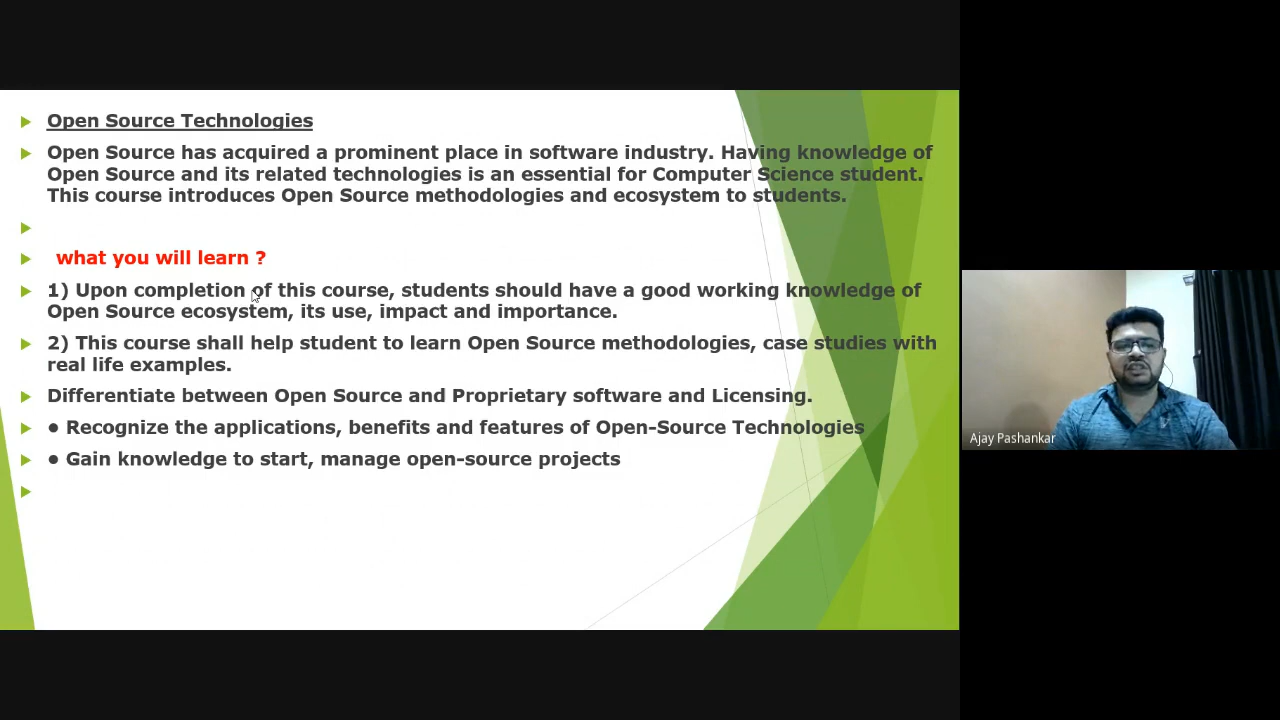 Open Source Technologies
Open Source has acquired a prominent place in software industry. Having knowledge of
Open Source and its related technologies is an essential for Computer Science student.
This course introduces Open Source methodologies and ecosystem to students.
what you will learn ?
1) Upon completion of this course, students should have a good working knowledge of
Open Source ecosystem, its use, impact and importance.
2) This course shall help student to learn Open Source methodologies, case studies with
real life examples.
Differentiate between Open Source and Proprietary software and Licensing.
● Recognize the applications, benefits and features of Open-Source Technologies
● Gain knowledge to start, manage open-source projects
Ajay Pashankar